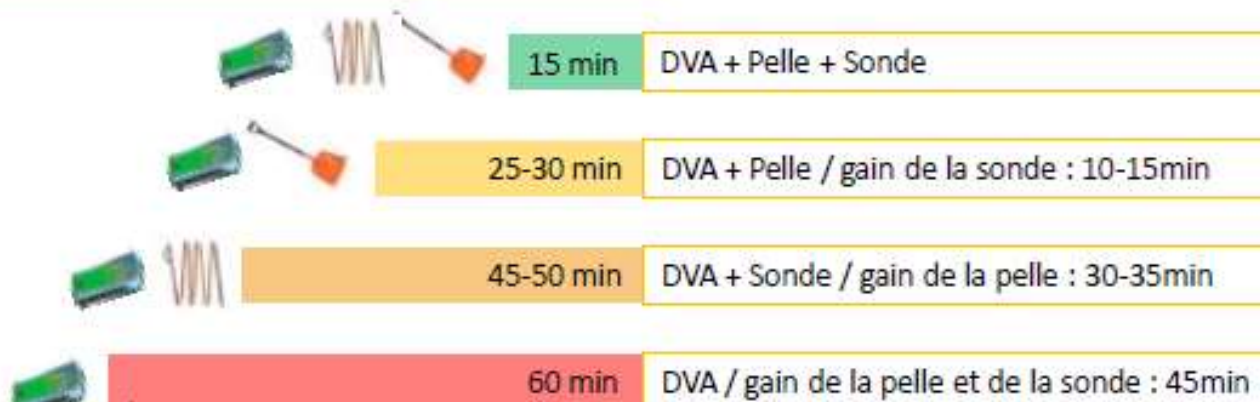 15 min DVA + Pelle + Sonde
25-30 min DVA + Pelle / gain de la sonde : 10-15min
45-50 min DVA + Sonde / gain de la pelle : 30-35min
60 min DVA / gain de la pelle et de la sonde : 45min